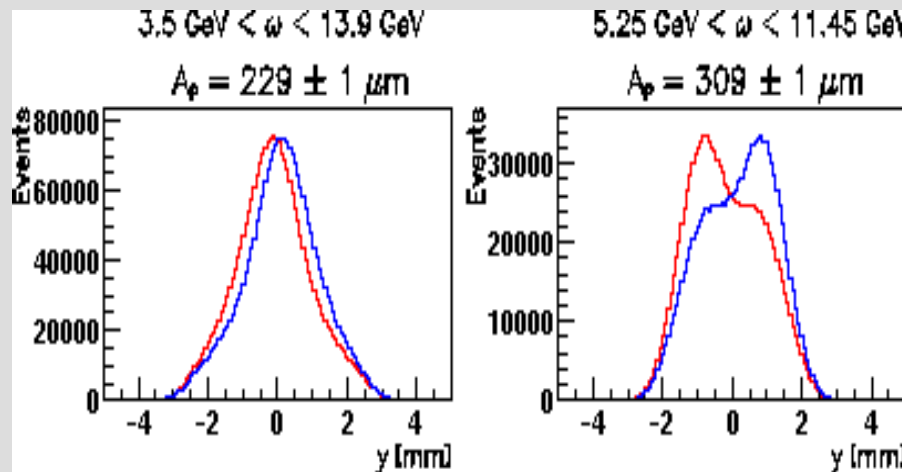 3.5 GeV < ω < 13.9 GeV
A_p = 229 ± 1 μm
Events
80000
60000
40000
20000
0
-4 -2 0 2 4
y [mm]
5.25 GeV < ω < 11.45 GeV
A_p = 309 ± 1 μm
Events
30000
20000
10000
0
-4 -2 0 2 4
y [mm]